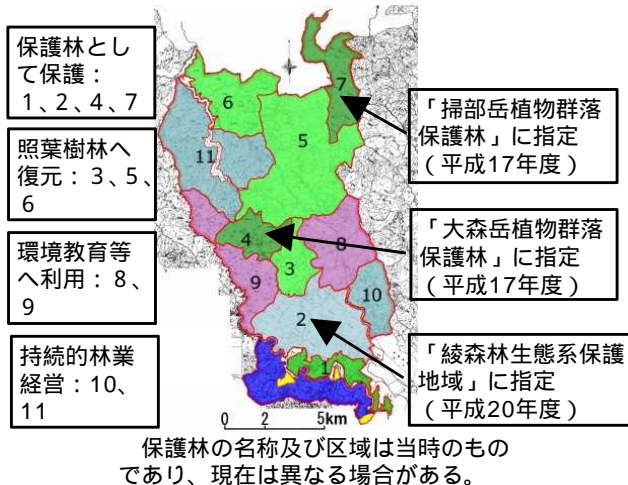 保護林とし
て保護：
1、2、4、7
照葉樹林へ
復元：3、5、
6
環境教育等
へ利用：8、
9
持続的林業
経営：10、
11
7
6
5
11
4
8
3
9
10
2
1
0 2 5km
「掃部岳植物群落
保護林」に指定
（平成17年度）
「大森岳植物群落
保護林」に指定
（平成17年度）
「綾森林生態系保護
地域」に指定
（平成20年度）
保護林の名称及び区域は当時のもの
であり、現在は異なる場合がある。